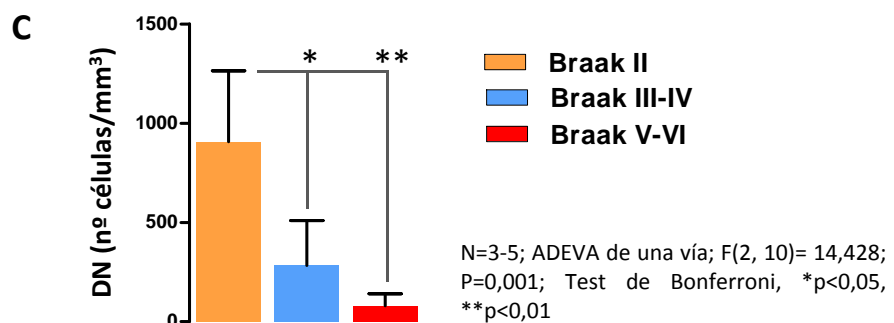 C
1500
1000
500
0
DN (nº células/mm³)
* **
Braak II
Braak III-IV
Braak V-VI
N=3-5; ADEVA de una vía; F(2, 10)= 14,428;
P=0,001; Test de Bonferroni, *p<0,05,
**p<0,01